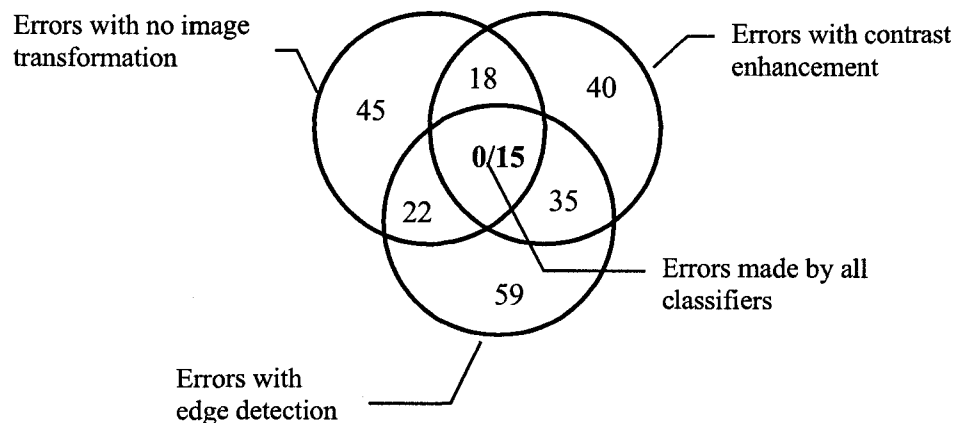 Errors with no image
transformation
Errors with contrast
enhancement
18
45
40
0/15
22
35
59
Errors made by all
classifiers
Errors with
edge detection